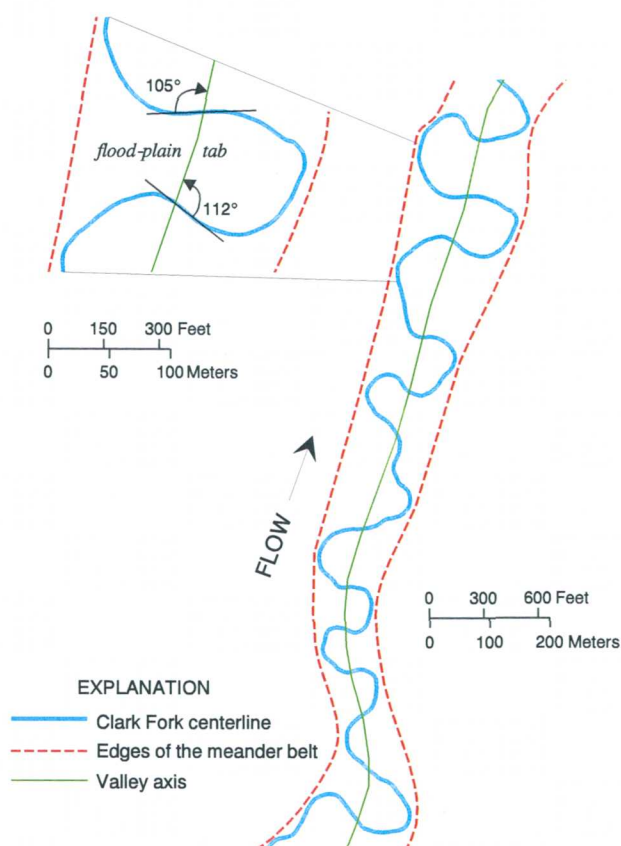 105°
flood-plain tab
112°
0 150 300 Feet
0 50 100 Meters
FLOW
0 300 600 Feet
0 100 200 Meters
EXPLANATION
Clark Fork centerline
Edges of the meander belt
Valley axis